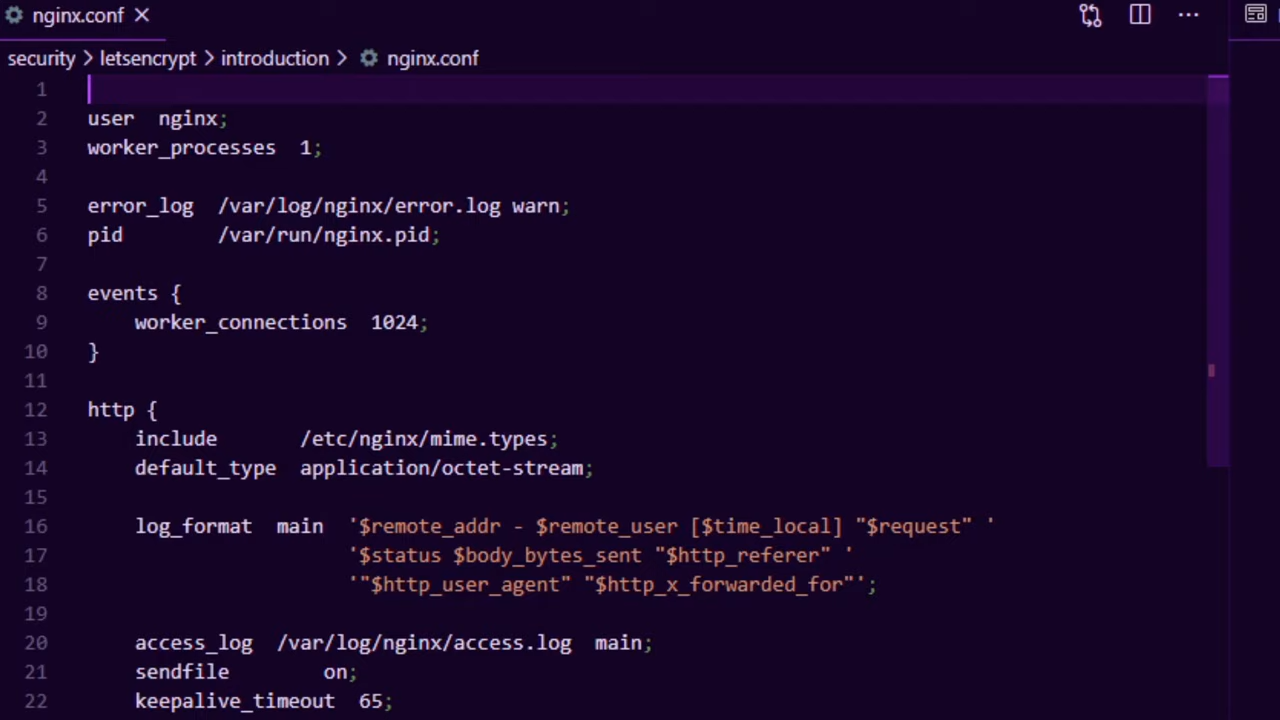 nginx.conf
security > letsencrypt > introduction > nginx.conf
1
2 user  nginx;
3 worker_processes  1;
4
5 error_log  /var/log/nginx/error.log warn;
6 pid        /var/run/nginx.pid;
7
8 events {
9     worker_connections  1024;
10 }
11
12 http {
13     include       /etc/nginx/mime.types;
14     default_type  application/octet-stream;
15
16     log_format  main  '$remote_addr - $remote_user [$time_local] "$request" '
17                       '$status $body_bytes_sent "$http_referer" '
18                       '"$http_user_agent" "$http_x_forwarded_for"';
19
20     access_log  /var/log/nginx/access.log  main;
21     sendfile        on;
22     keepalive_timeout  65;